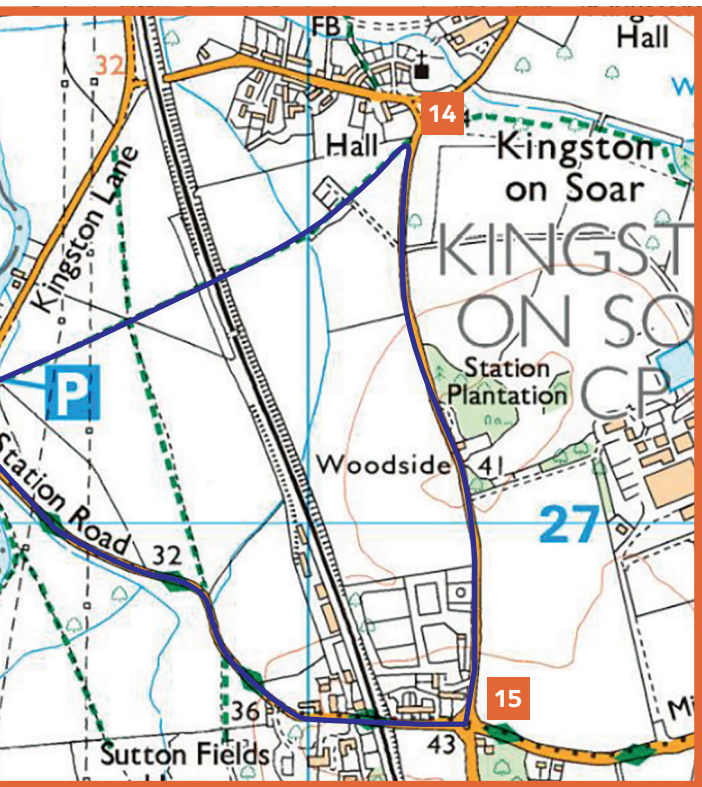 FB
Hall
32
14
4
Hall
Kingston
on Soar
Kingston Lane
KINGST
ON SO
CP
Station
Plantation
P
Woodside
41
Station Road
27
32
15
36
43
Sutton Fields